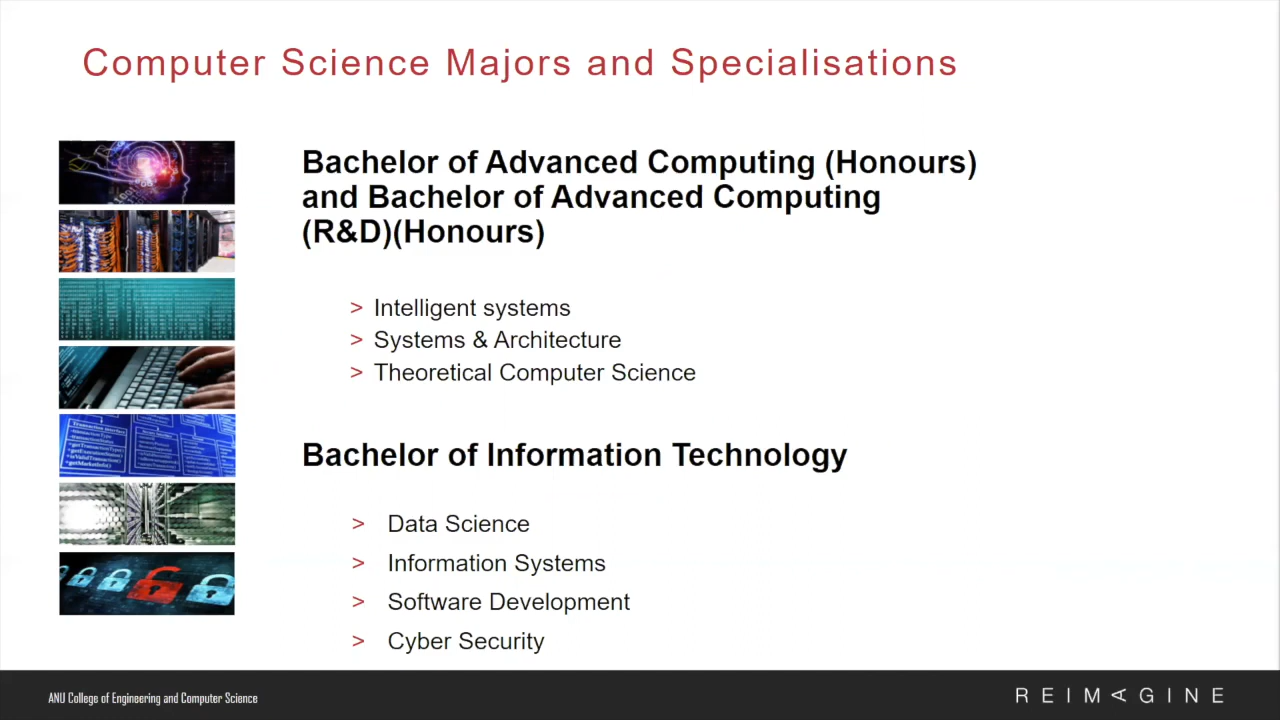 Computer Science Majors and Specialisations
Bachelor of Advanced Computing (Honours)
and Bachelor of Advanced Computing
(R&D)(Honours)
> Intelligent systems
> Systems & Architecture
> Theoretical Computer Science
Bachelor of Information Technology
> Data Science
> Information Systems
> Software Development
> Cyber Security
ANU College of Engineering and Computer Science
REIMAGINE